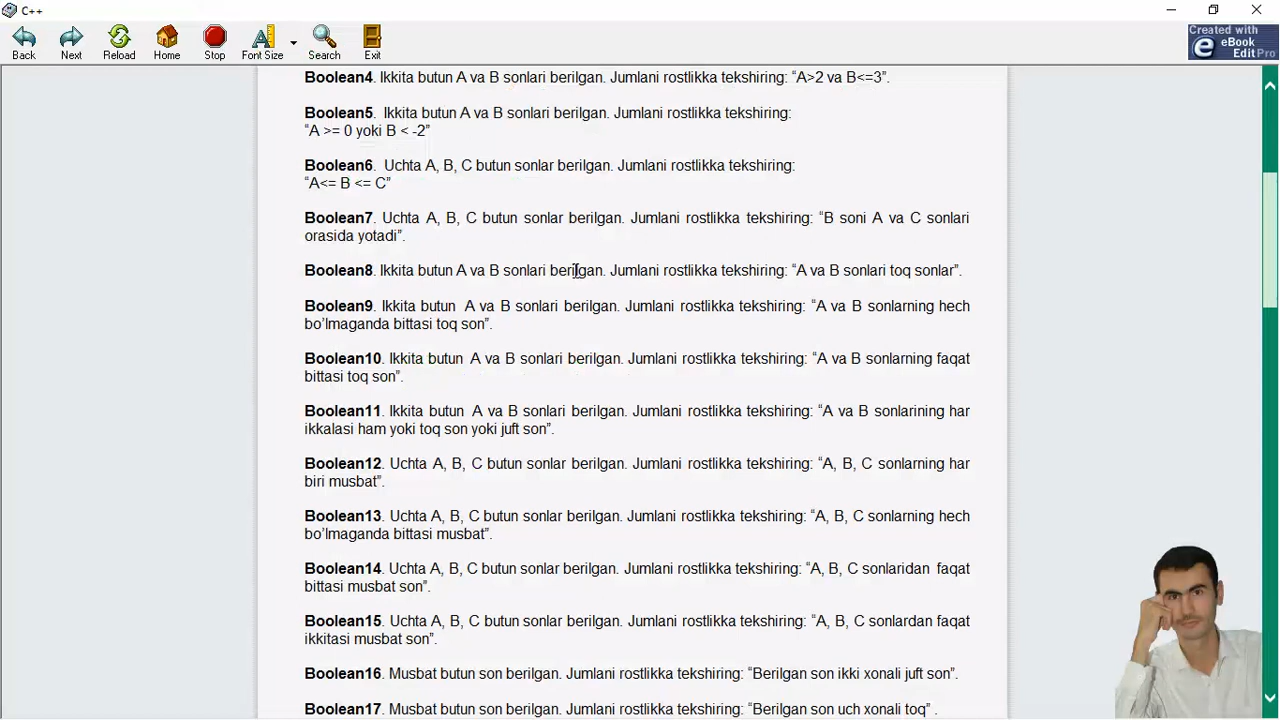 C++
Back Next Reload Home Stop Font Size Search Exit
Created with
eBook
EditPro
Boolean4. Ikkita butun A va B sonlari berilgan. Jumlani rostlikka tekshiring: “A>2 va B<=3”.
Boolean5. Ikkita butun A va B sonlari berilgan. Jumlani rostlikka tekshiring:
“A >= 0 yoki B < -2”
Boolean6. Uchta A, B, C butun sonlar berilgan. Jumlani rostlikka tekshiring:
“A<= B <= C”
Boolean7. Uchta A, B, C butun sonlar berilgan. Jumlani rostlikka tekshiring: “B soni A va C sonlari
orasida yotadi”.
Boolean8. Ikkita butun A va B sonlari berilgan. Jumlani rostlikka tekshiring: “A va B sonlari toq sonlar”.
Boolean9. Ikkita butun A va B sonlari berilgan. Jumlani rostlikka tekshiring: “A va B sonlarning hech
bo’lmaganda bittasi toq son”.
Boolean10. Ikkita butun A va B sonlari berilgan. Jumlani rostlikka tekshiring: “A va B sonlarning faqat
bittasi toq son”.
Boolean11. Ikkita butun A va B sonlari berilgan. Jumlani rostlikka tekshiring: “A va B sonlarining har
ikkalasi ham yoki toq son yoki juft son”.
Boolean12. Uchta A, B, C butun sonlar berilgan. Jumlani rostlikka tekshiring: “A, B, C sonlarning har
biri musbat”.
Boolean13. Uchta A, B, C butun sonlar berilgan. Jumlani rostlikka tekshiring: “A, B, C sonlarning hech
bo’lmaganda bittasi musbat”.
Boolean14. Uchta A, B, C butun sonlar berilgan. Jumlani rostlikka tekshiring: “A, B, C sonlaridan faqat
bittasi musbat son”.
Boolean15. Uchta A, B, C butun sonlar berilgan. Jumlani rostlikka tekshiring: “A, B, C sonlardan faqat
ikkitasi musbat son”.
Boolean16. Musbat butun son berilgan. Jumlani rostlikka tekshiring: “Berilgan son ikki xonali juft son”.
Boolean17. Musbat butun son berilgan. Jumlani rostlikka tekshiring: “Berilgan son uch xonali toq” .